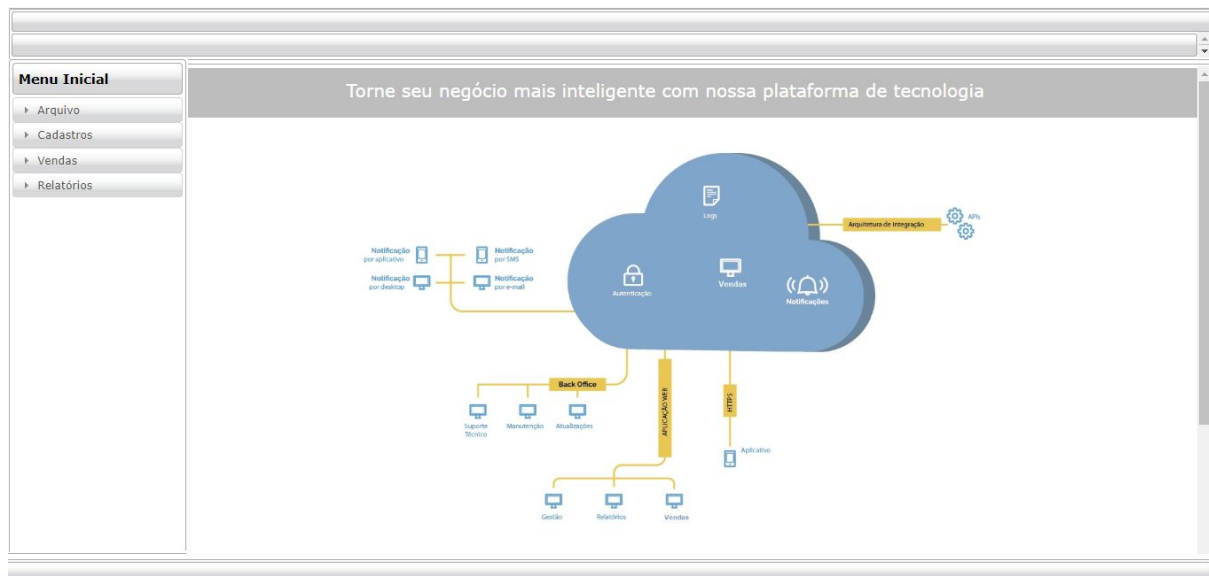 Menu Inicial
Arquivo
Cadastros
Vendas
Relatórios
Torne seu negócio mais inteligente com nossa plataforma de tecnologia
Logs
Arquitetura de Integração
APIs
Notificação
por aplicativo
Notificação
por SMS
Notificação
por desktop
Notificação
por e-mail
Autenticação
Vendas
Notificações
Back Office
Suporte
Técnico
Manutenção
Atualizações
APLICAÇÃO WEB
HTTPS
Aplicativo
Gestão
Relatórios
Vendas